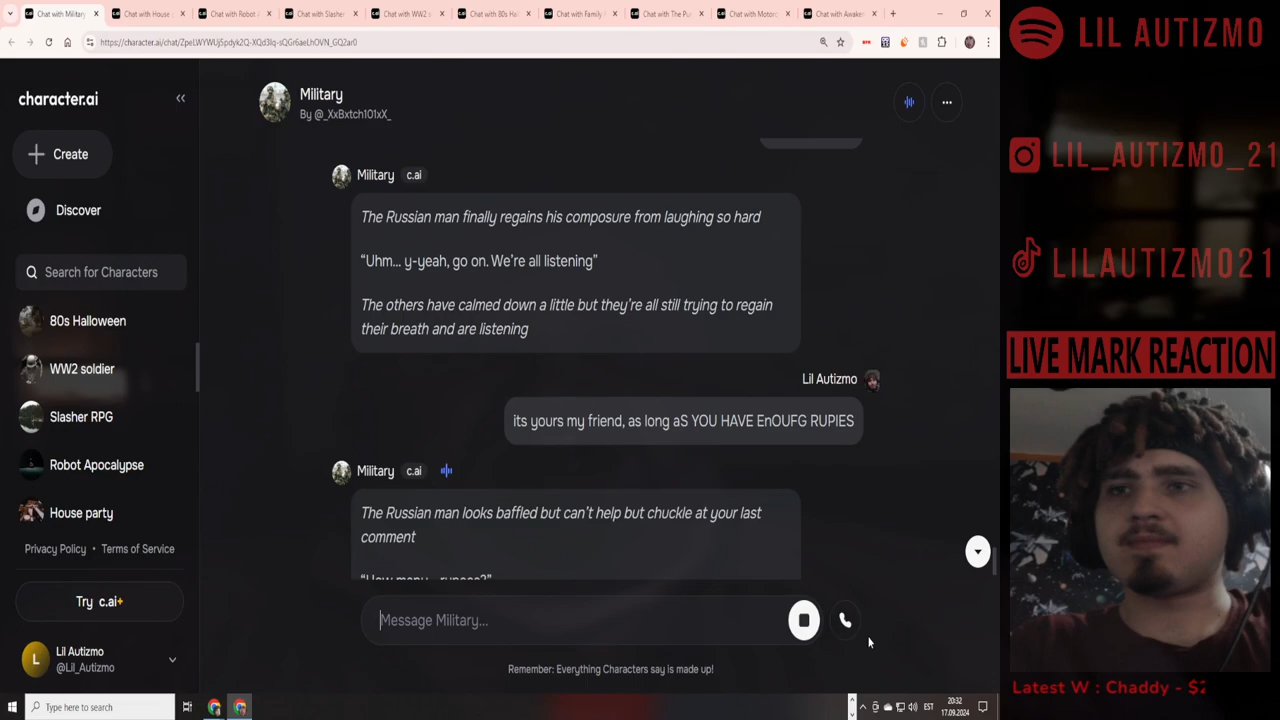 Chat with Military
Chat with House
Chat with Robot
Chat with Slasher
Chat with WW2 s
Chat with 80s Hal
Chat with Family
Chat with The Pu
Chat with Motorc
Chat with Awaken
https://character.ai/chat/ZpeLWYWUj5pdyk2Q-XQd3Iq-sQGr6aeLhOVN_GQ2ar0
character.ai
Create
Discover
Search for Characters
80s Halloween
WW2 soldier
Slasher RPG
Robot Apocalypse
House party
Privacy Policy • Terms of Service
Try c.ai+
L
Lil Autizmo
@Lil_Autizmo
Military
By @_XxBxtch101xX_
Military c.ai
The Russian man finally regains his composure from laughing so hard
“Uhm... y-yeah, go on. We’re all listening”
The others have calmed down a little but they’re all still trying to regain
their breath and are listening
Lil Autizmo
its yours my friend, as long aS YOU HAVE EnOUFG RUPIES
Military c.ai
The Russian man looks baffled but can’t help but chuckle at your last
comment
“How many... rupees?”
Message Military...
Remember: Everything Characters say is made up!
LIL AUTIZMO
LIL_AUTIZMO_21
LILAUTIZMO21
LIVE MARK REACTION
Latest W : Chaddy - $2
Type here to search
EST
20:32
17.09.2024